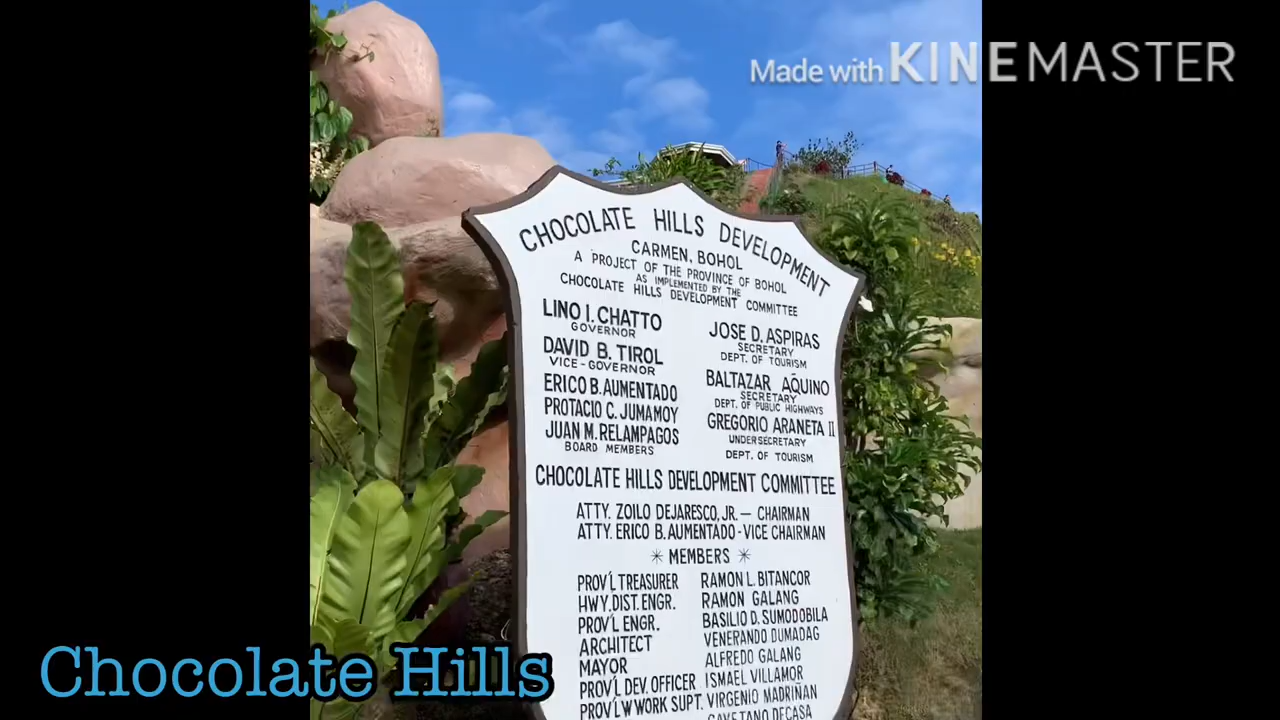 Made with KINEMASTER
CHOCOLATE HILLS DEVELOPMENT
CARMEN, BOHOL
A PROJECT OF THE PROVINCE OF BOHOL
AS IMPLEMENTED BY THE
CHOCOLATE HILLS DEVELOPMENT COMMITTEE
LINO I. CHATTO
GOVERNOR
DAVID B. TIROL
VICE-GOVERNOR
ERICO B. AUMENTADO
PROTACIO C. JUMAMOY
JUAN M. RELAMPAGOS
BOARD MEMBERS
JOSE D. ASPIRAS
SECRETARY
DEPT. OF TOURISM
BALTAZAR AQUINO
SECRETARY
DEPT. OF PUBLIC HIGHWAYS
GREGORIO ARANETA II
UNDERSECRETARY
DEPT. OF TOURISM
CHOCOLATE HILLS DEVELOPMENT COMMITTEE
ATTY. ZOILO DEJARESCO, JR. — CHAIRMAN
ATTY. ERICO B. AUMENTADO - VICE CHAIRMAN
✳ MEMBERS ✳
PROV'L TREASURER RAMON L. BITANCOR
HWY. DIST. ENGR. RAMON GALANG
PROV'L ENGR. BASILIO D. SUMODOBILA
ARCHITECT VENERANDO DUMADAG
MAYOR ALFREDO GALANG
PROV'L DEV. OFFICER ISMAEL VILLAMOR
PROV'L W WORK SUPT. VIRGENIO MADRIÑAN
CAYETANO DECASA
Chocolate Hills